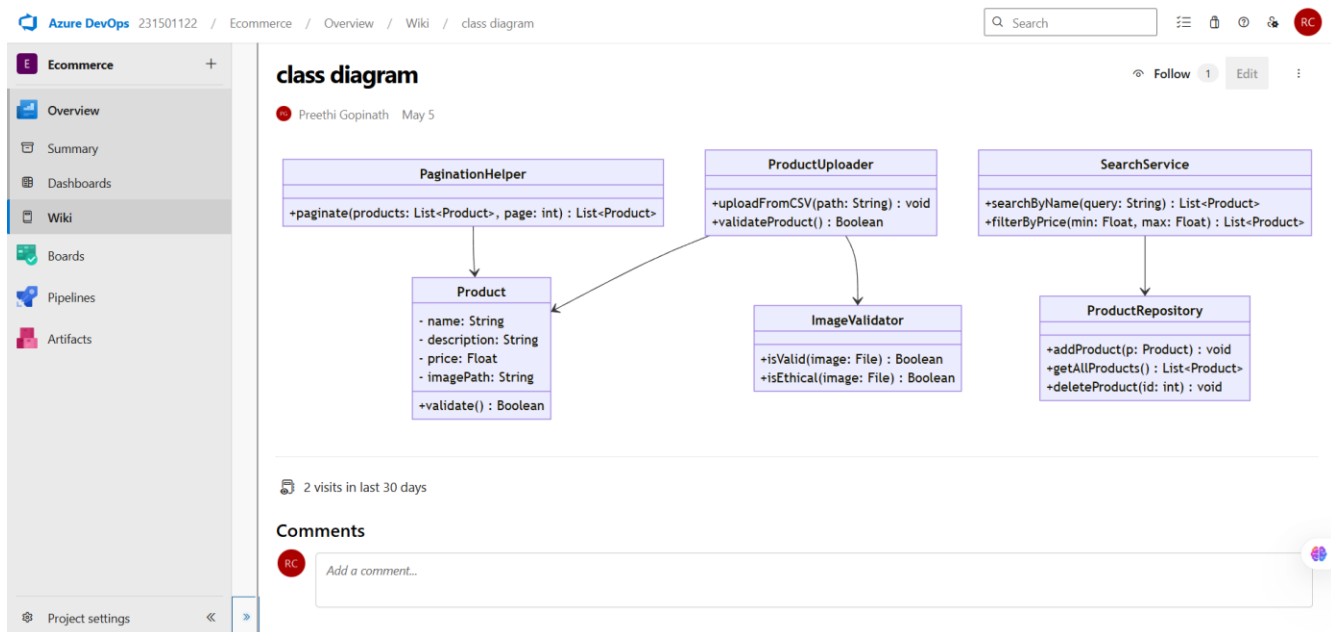 Azure DevOps 231501122 / Ecommerce / Overview / Wiki / class diagram
Search
RC
E Ecommerce
Overview
Summary
Dashboards
Wiki
Boards
Pipelines
Artifacts
Project settings
class diagram
Follow 1 Edit
PG Preethi Gopinath May 5
PaginationHelper
+paginate(products: List<Product>, page: int) : List<Product>
ProductUploader
+uploadFromCSV(path: String) : void
+validateProduct() : Boolean
SearchService
+searchByName(query: String) : List<Product>
+filterByPrice(min: Float, max: Float) : List<Product>
Product
- name: String
- description: String
- price: Float
- imagePath: String
+validate() : Boolean
ImageValidator
+isValid(image: File) : Boolean
+isEthical(image: File) : Boolean
ProductRepository
+addProduct(p: Product) : void
+getAllProducts() : List<Product>
+deleteProduct(id: int) : void
2 visits in last 30 days
Comments
RC
Add a comment...